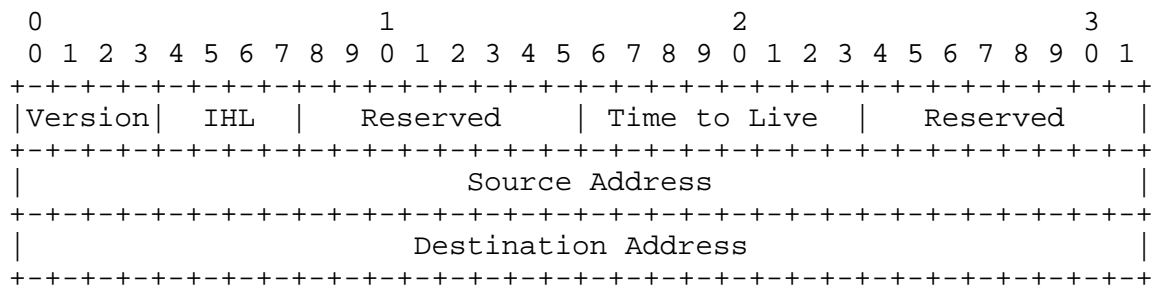 0                   1                   2                   3
 0 1 2 3 4 5 6 7 8 9 0 1 2 3 4 5 6 7 8 9 0 1 2 3 4 5 6 7 8 9 0 1
+-+-+-+-+-+-+-+-+-+-+-+-+-+-+-+-+-+-+-+-+-+-+-+-+-+-+-+-+-+-+-+-+
|Version|  IHL  |   Reserved    | Time to Live  |   Reserved    |
+-+-+-+-+-+-+-+-+-+-+-+-+-+-+-+-+-+-+-+-+-+-+-+-+-+-+-+-+-+-+-+-+
|                         Source Address                        |
+-+-+-+-+-+-+-+-+-+-+-+-+-+-+-+-+-+-+-+-+-+-+-+-+-+-+-+-+-+-+-+-+
|                      Destination Address                      |
+-+-+-+-+-+-+-+-+-+-+-+-+-+-+-+-+-+-+-+-+-+-+-+-+-+-+-+-+-+-+-+-+